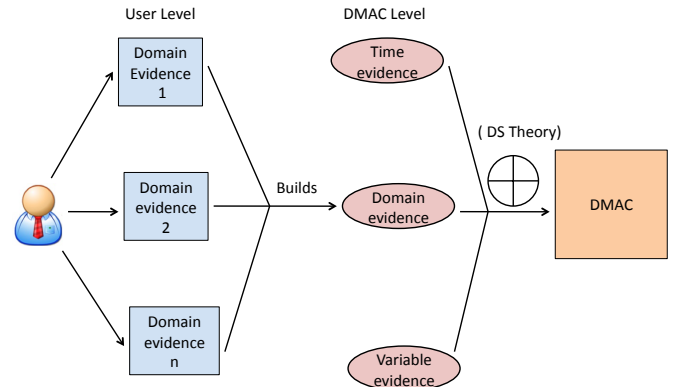 User Level
DMAC Level
Domain
Evidence
1
Time
evidence
( DS Theory)
Domain
evidence
2
Builds
Domain
evidence
DMAC
Domain
evidence
n
Variable
evidence